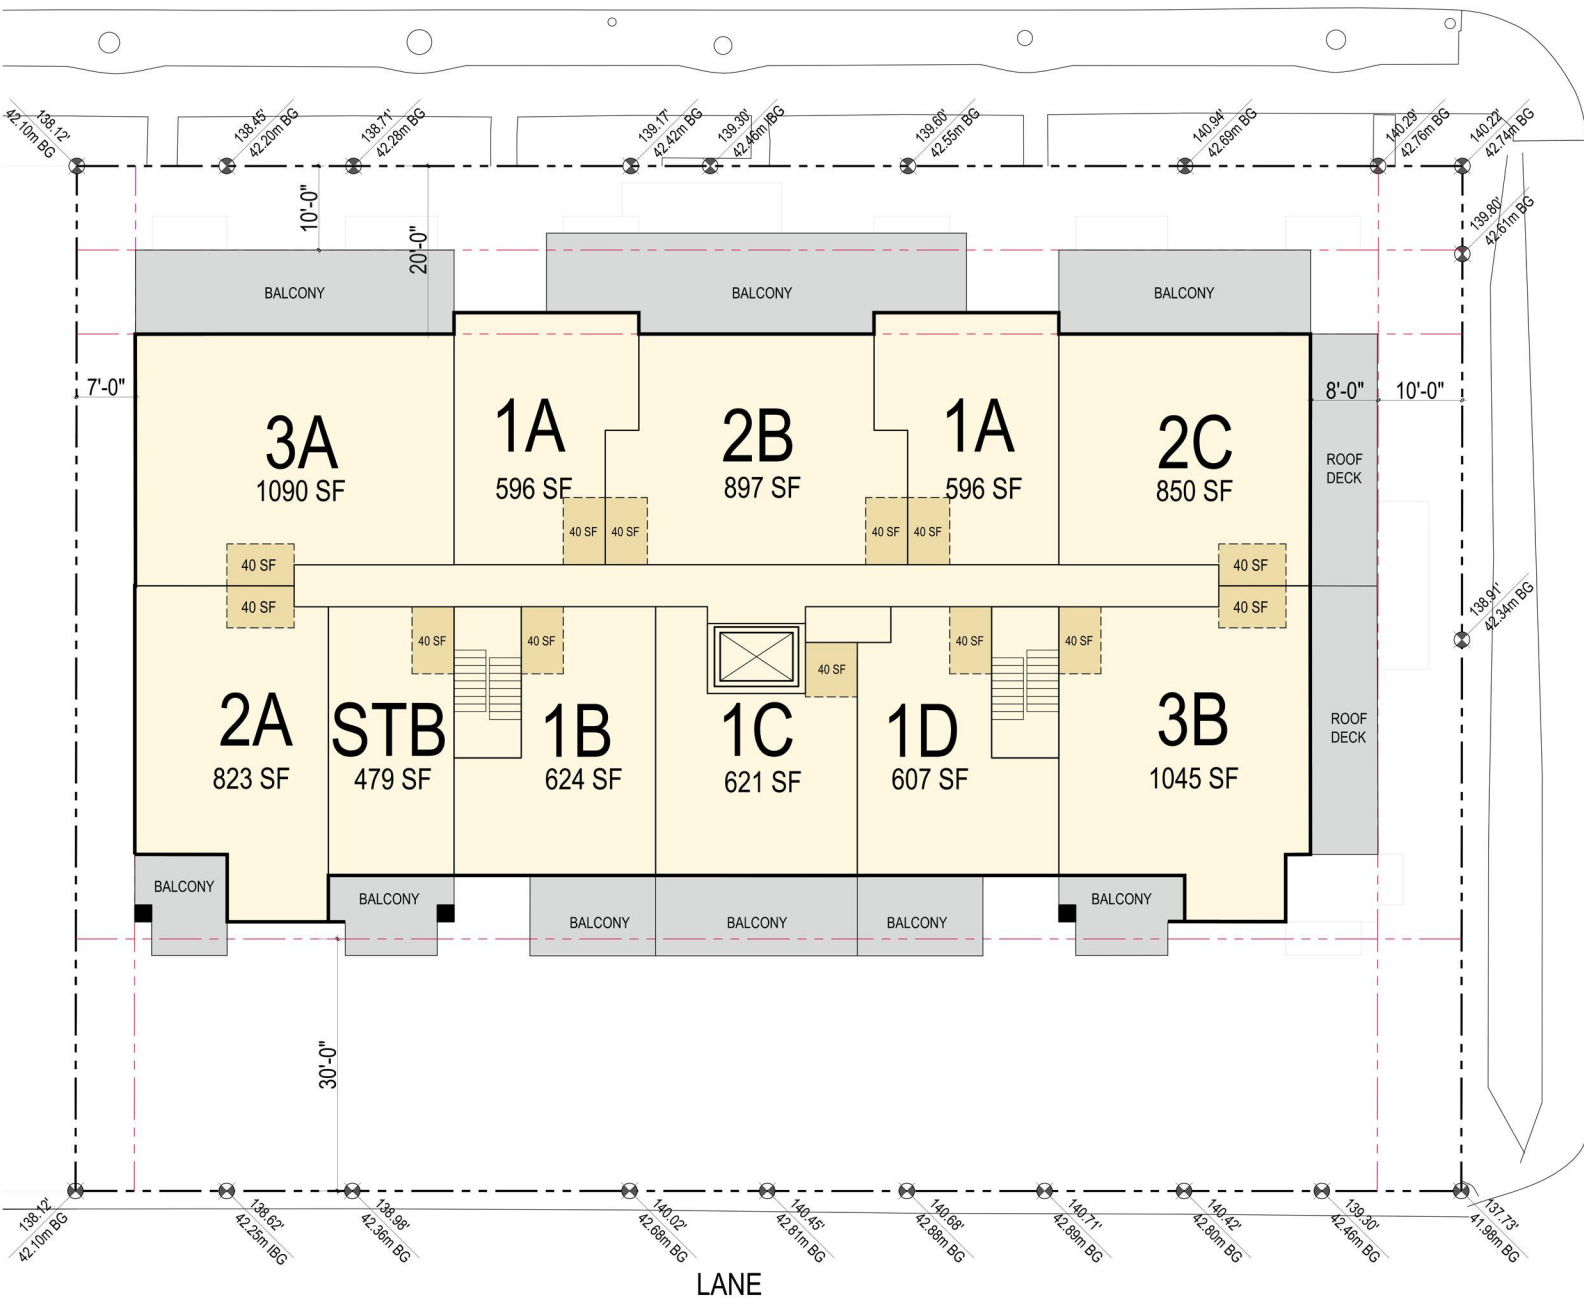 138.12'
42.10m BG
138.45'
42.20m BG
138.71'
42.28m BG
139.17'
42.42m BG
139.30'
42.46m IBG
139.60'
42.55m BG
140.94'
42.69m BG
140.29'
42.76m BG
140.22'
42.74m BG
139.80'
42.61m BG
10'-0"
20'-0"
BALCONY
BALCONY
BALCONY
7'-0"
8'-0"
10'-0"
3A
1090 SF
1A
596 SF
2B
897 SF
1A
596 SF
2C
850 SF
ROOF
DECK
40 SF
40 SF
40 SF
40 SF
40 SF
40 SF
40 SF
40 SF
40 SF
40 SF
40 SF
40 SF
40 SF
138.91'
42.34m BG
2A
823 SF
STB
479 SF
1B
624 SF
1C
621 SF
1D
607 SF
3B
1045 SF
ROOF
DECK
BALCONY
BALCONY
BALCONY
BALCONY
BALCONY
BALCONY
30'-0"
138.12'
42.10m BG
138.62'
42.25m IBG
138.98'
42.36m BG
140.02'
42.68m BG
140.45'
42.81m BG
140.68'
42.88m BG
140.71'
42.89m BG
140.42'
42.80m BG
139.30'
42.46m BG
137.73'
41.98m BG
LANE